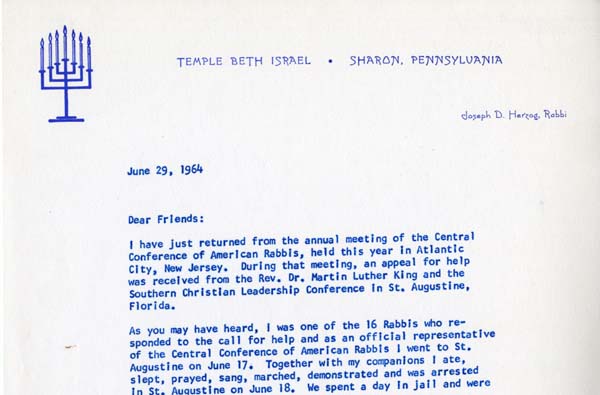 TEMPLE BETH ISRAEL • SHARON, PENNSYLVANIA
Joseph D. Herzog, Rabbi
June 29, 1964
Dear Friends:
I have just returned from the annual meeting of the Central
Conference of American Rabbis, held this year in Atlantic
City, New Jersey. During that meeting, an appeal for help
was received from the Rev. Dr. Martin Luther King and the
Southern Christian Leadership Conference in St. Augustine,
Florida.
As you may have heard, I was one of the 16 Rabbis who re-
sponded to the call for help and as an official representative
of the Central Conference of American Rabbis I went to St.
Augustine on June 17. Together with my companions I ate,
slept, prayed, sang, marched, demonstrated and was arrested
in St. Augustine on June 18. We spent a day in jail and were